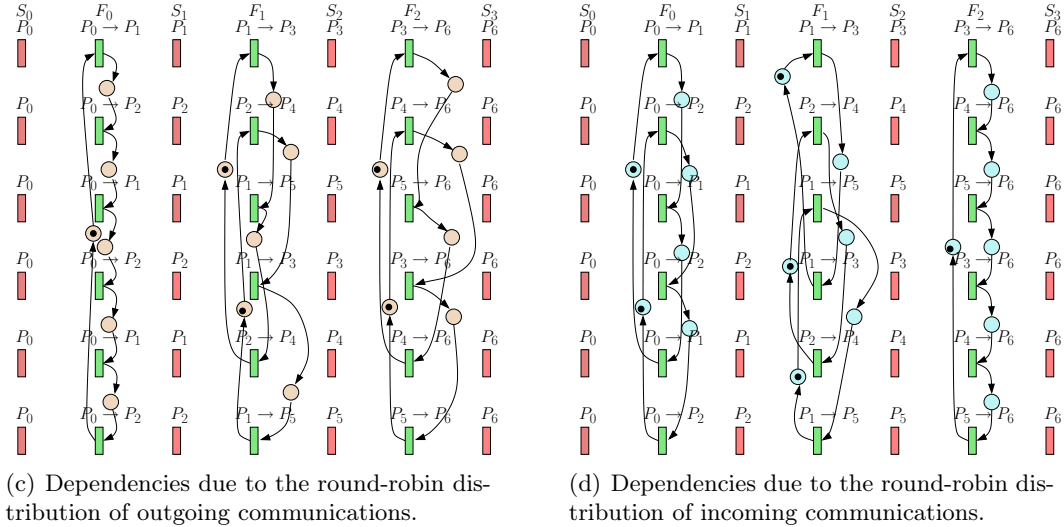 S₀ F₀ S₁ F₁ S₂ F₂ S₃
P₀ P₀ → P₁ P₁ P₁ → P₃ P₃ P₃ → P₆ P₆
P₀ P₀ → P₂ P₂ P₂ → P₄ P₄ P₄ → P₆ P₆
P₀ P₀ → P₁ P₁ P₁ → P₅ P₅ P₅ → P₆ P₆
P₀ P₀ → P₂ P₂ P₁ → P₃ P₃ P₃ → P₆ P₆
P₀ P₀ → P₁ P₁ P₂ → P₄ P₄ P₄ → P₆ P₆
P₀ P₀ → P₂ P₂ P₁ → P₅ P₅ P₅ → P₆ P₆
(c) Dependencies due to the round-robin dis-
tribution of outgoing communications.
S₀ F₀ S₁ F₁ S₂ F₂ S₃
P₀ P₀ → P₁ P₁ P₁ → P₃ P₃ P₃ → P₆ P₆
P₀ P₀ → P₂ P₂ P₂ → P₄ P₄ P₄ → P₆ P₆
P₀ P₀ → P₁ P₁ P₁ → P₅ P₅ P₅ → P₆ P₆
P₀ P₀ → P₂ P₂ P₁ → P₃ P₃ P₃ → P₆ P₆
P₀ P₀ → P₁ P₁ P₂ → P₄ P₄ P₄ → P₆ P₆
P₀ P₀ → P₂ P₂ P₁ → P₅ P₅ P₅ → P₆ P₆
(d) Dependencies due to the round-robin dis-
tribution of incoming communications.